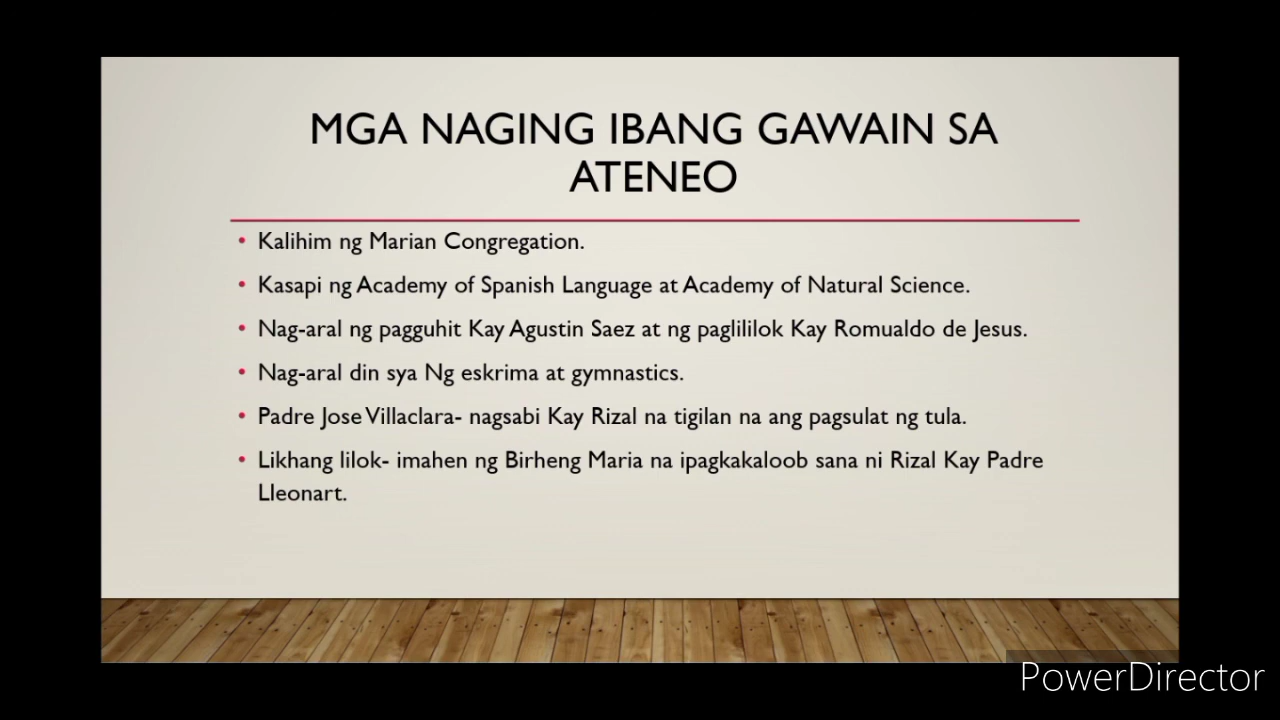 MGA NAGING IBANG GAWAIN SA
ATENEO
• Kalihim ng Marian Congregation.
• Kasapi ng Academy of Spanish Language at Academy of Natural Science.
• Nag-aral ng pagguhit Kay Agustin Saez at ng paglililok Kay Romualdo de Jesus.
• Nag-aral din sya Ng eskrima at gymnastics.
• Padre Jose Villaclara- nagsabi Kay Rizal na tigilan na ang pagsulat ng tula.
• Likhang lilok- imahen ng Birheng Maria na ipagkakaloob sana ni Rizal Kay Padre
Lleonart.
PowerDirector